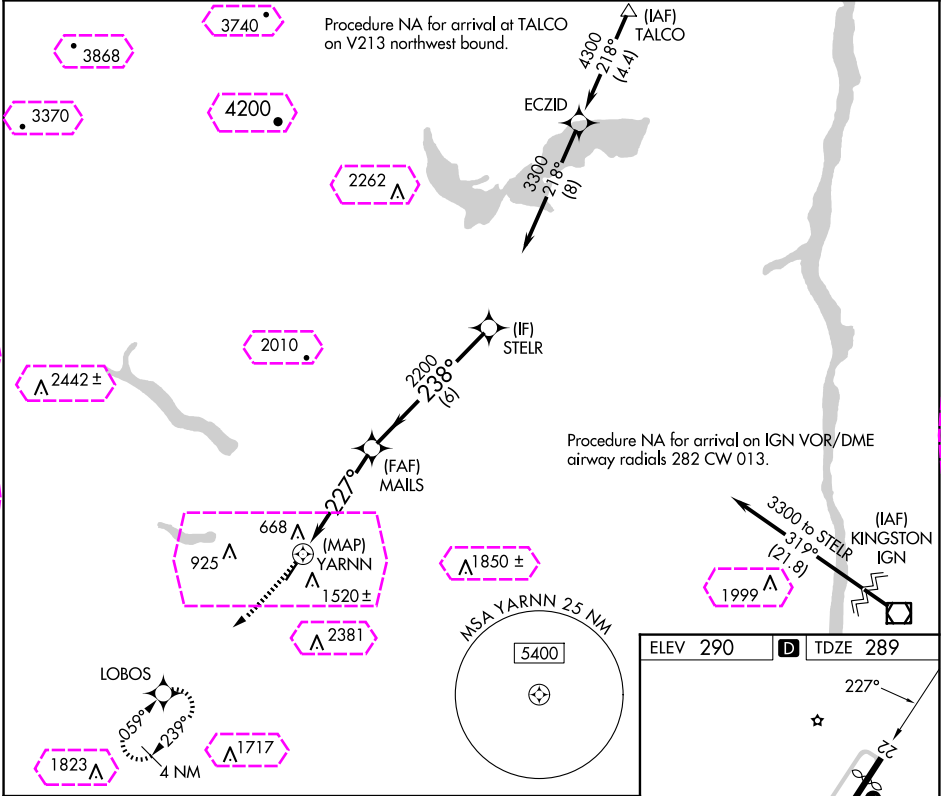 3740
Procedure NA for arrival at TALCO
on V213 northwest bound.
(IAF)
TALCO
3868
4300
218°
(4.4)
3370
4200
ECZID
2262
3300
218°
(8)
(IF)
STELR
2010
2200
238°
(6)
2442 ±
Procedure NA for arrival on IGN VOR/DME
airway radials 282 CW 013.
(FAF)
MAILS
227°
3300 to STELR
319°
(21.8)
(IAF)
KINGSTON
IGN
668
925
(MAP)
YARNN
1520 ±
1850 ±
1999
2381
MSA YARNN 25 NM
5400
ELEV 290
D
TDZE 289
LOBOS
059°
239°
4 NM
227°
22
1823
1717